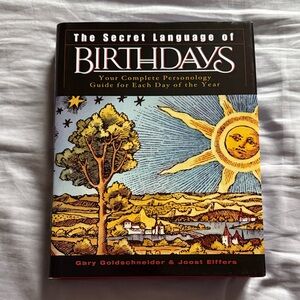 The Secret Language of
BIRTHDAYS
Your Complete Personology
Guide for Each Day of the Year
Gary Goldschneider & Joost Elffers